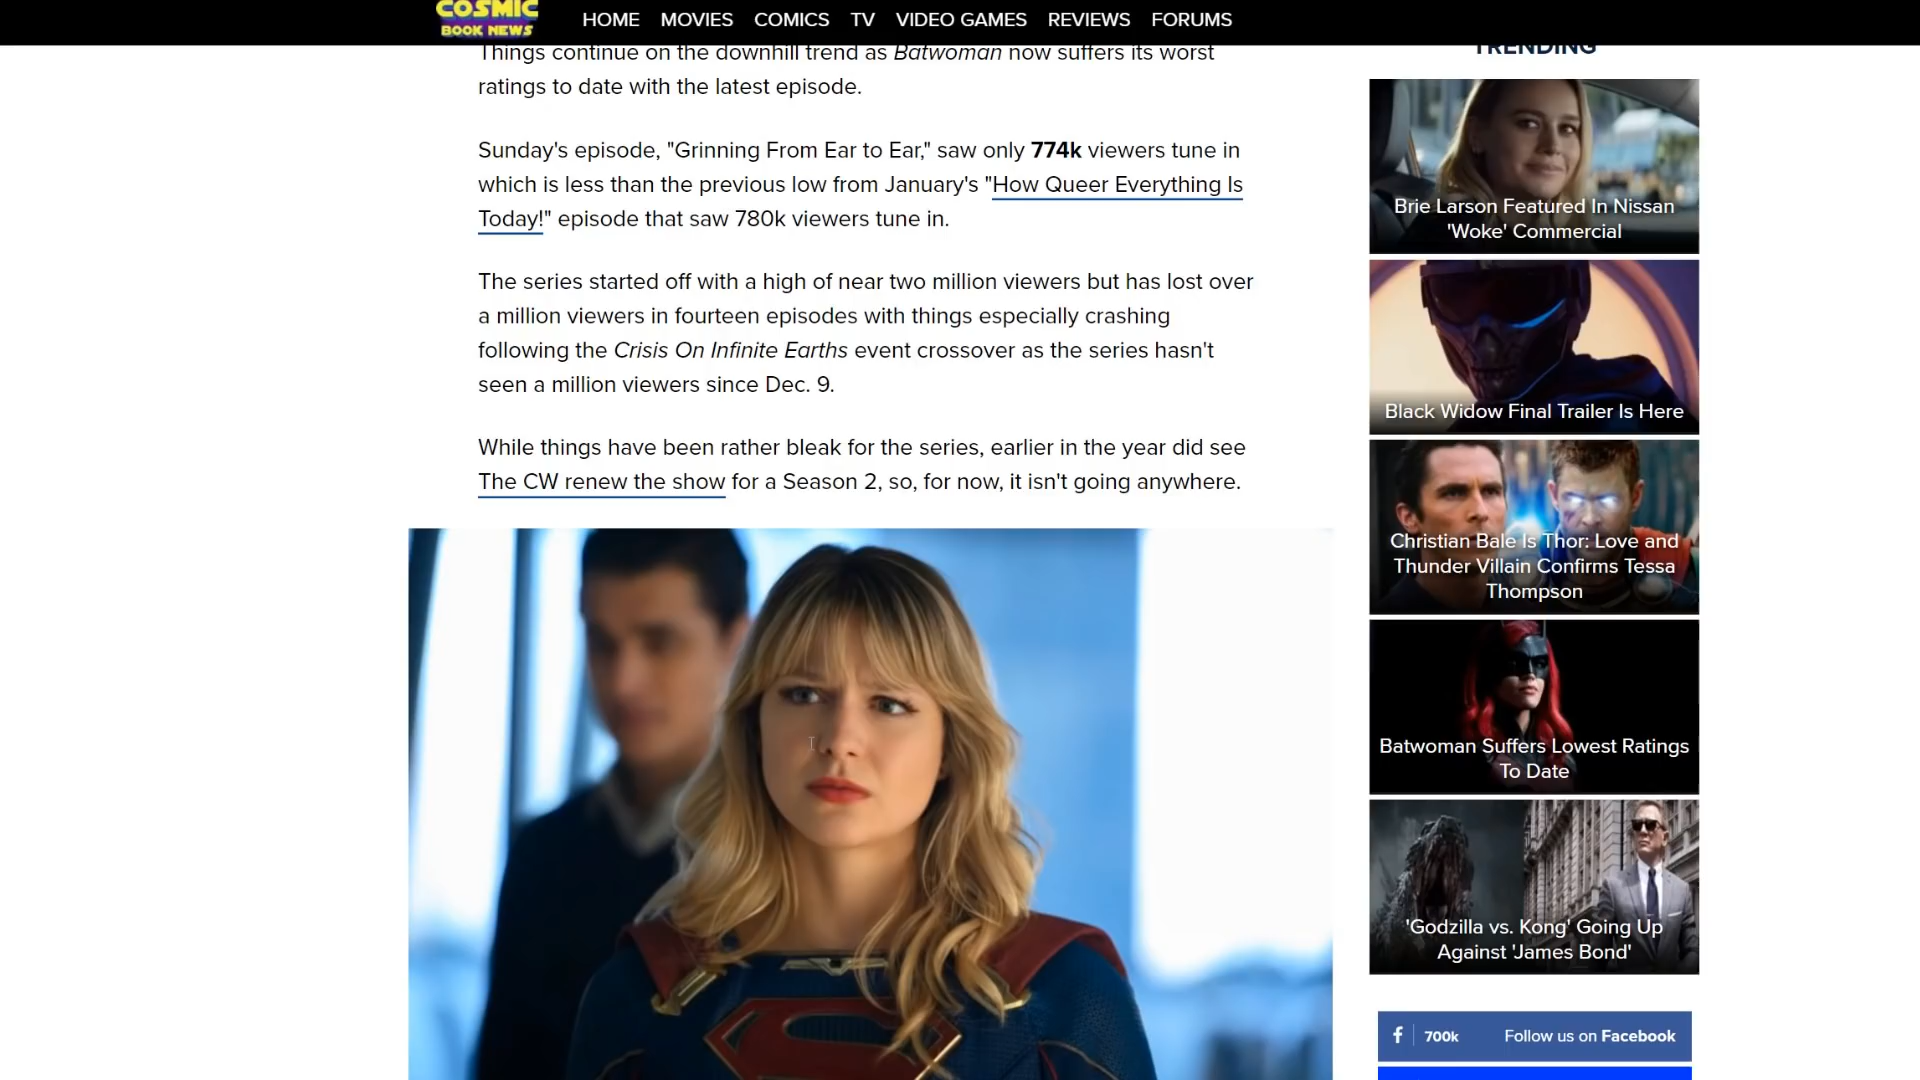 COSMIC
BOOK NEWS
HOME MOVIES COMICS TV VIDEO GAMES REVIEWS FORUMS
Things continue on the downhill trend as Batwoman now suffers its worst
ratings to date with the latest episode.
Sunday's episode, "Grinning From Ear to Ear," saw only 774k viewers tune in
which is less than the previous low from January's "How Queer Everything Is
Today!" episode that saw 780k viewers tune in.
The series started off with a high of near two million viewers but has lost over
a million viewers in fourteen episodes with things especially crashing
following the Crisis On Infinite Earths event crossover as the series hasn't
seen a million viewers since Dec. 9.
While things have been rather bleak for the series, earlier in the year did see
The CW renew the show for a Season 2, so, for now, it isn't going anywhere.
TRENDING
Brie Larson Featured In Nissan
'Woke' Commercial
Black Widow Final Trailer Is Here
Christian Bale Is Thor: Love and
Thunder Villain Confirms Tessa
Thompson
Batwoman Suffers Lowest Ratings
To Date
'Godzilla vs. Kong' Going Up
Against 'James Bond'
700k Follow us on Facebook